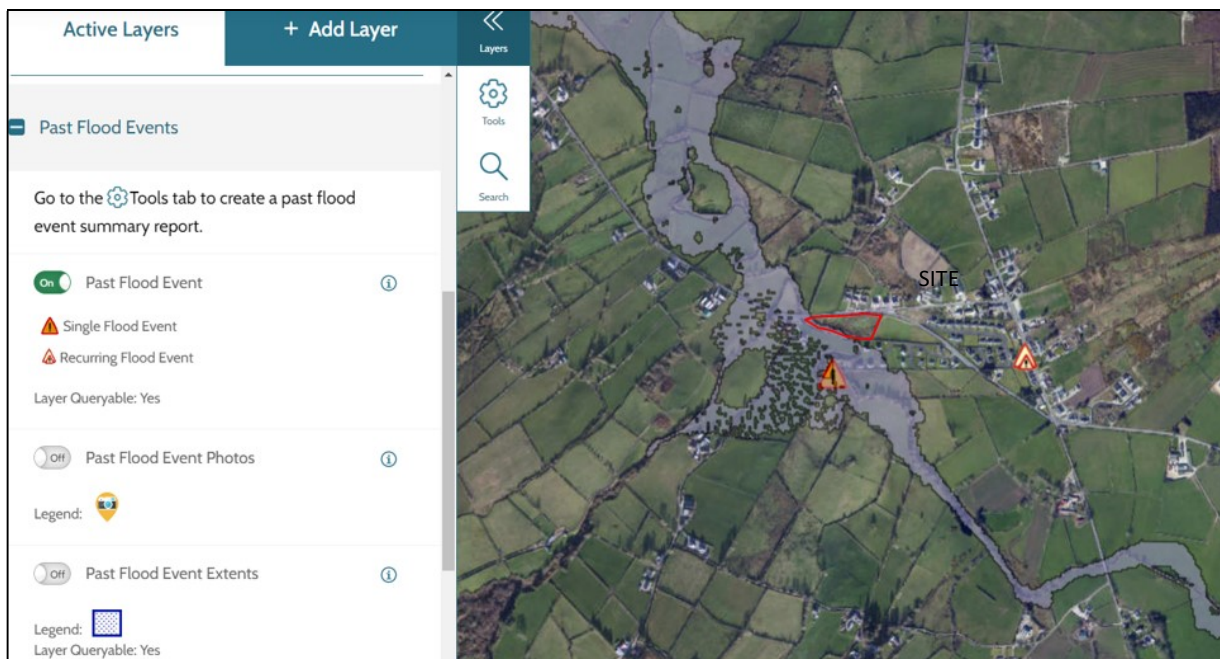 Active Layers
+ Add Layer
Layers
Tools
Search
Past Flood Events
Go to the Tools tab to create a past flood
event summary report.
On Past Flood Event
Single Flood Event
Recurring Flood Event
Layer Queryable: Yes
Off Past Flood Event Photos
Legend:
Off Past Flood Event Extents
Legend:
Layer Queryable: Yes
SITE